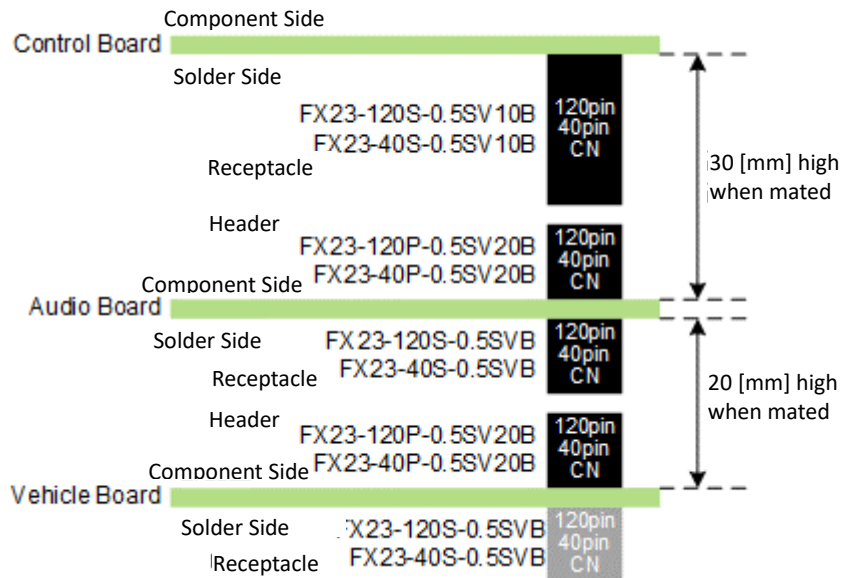 Component Side
Control Board
Solder Side
FX23-120S-0.5SV10B
FX23-40S-0.5SV10B
120pin
40pin
CN
Receptacle
30 [mm] high
when mated
Header
FX23-120P-0.5SV20B
FX23-40P-0.5SV20B
120pin
40pin
CN
Component Side
Audio Board
Solder Side
FX23-120S-0.5SVB
FX23-40S-0.5SVB
120pin
40pin
CN
Receptacle
20 [mm] high
when mated
Header
FX23-120P-0.5SV20B
FX23-40P-0.5SV20B
120pin
40pin
CN
Component Side
Vehicle Board
Solder Side
FX23-120S-0.5SVB
FX23-40S-0.5SVB
120pin
40pin
CN
Receptacle